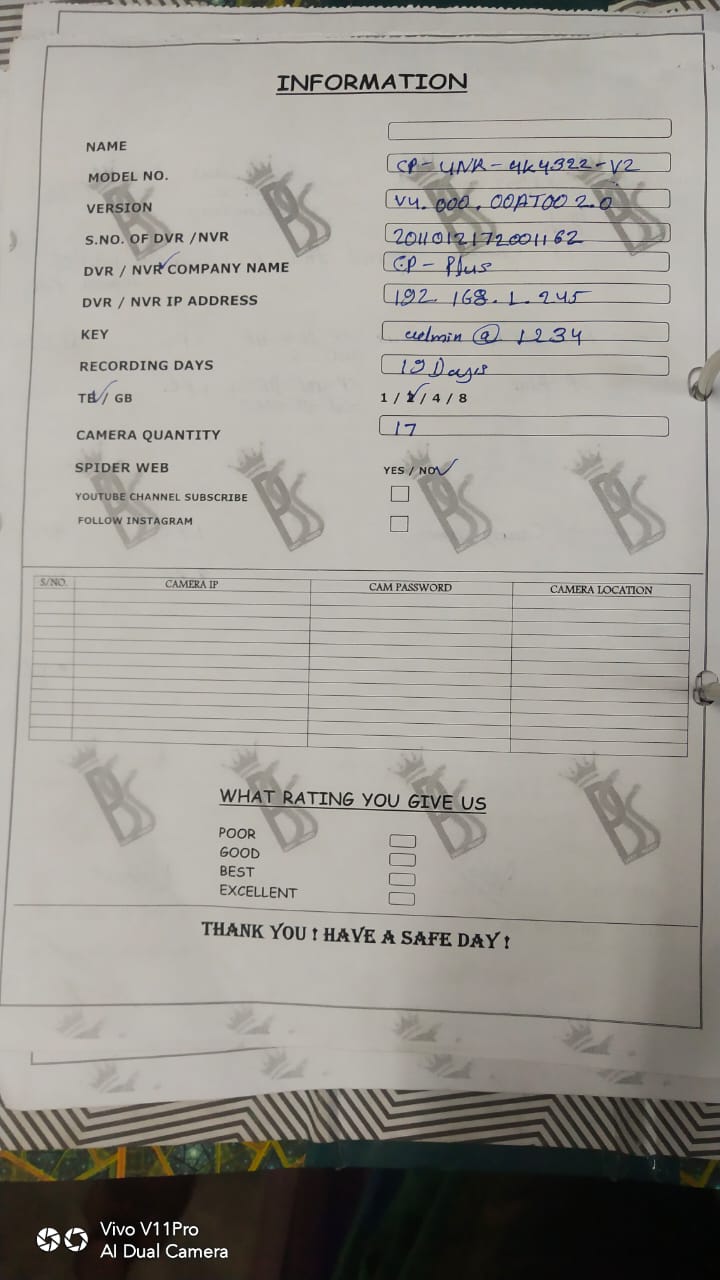 INFORMATION
NAME
MODEL NO. CP-UNR-4K4322-V2
VERSION V4.000.00AT00 2.0
S.NO. OF DVR /NVR 2011012172001162
DVR / NVR COMPANY NAME CP-Plus
DVR / NVR IP ADDRESS 192.168.1.245
KEY admin @ 1234
RECORDING DAYS 19 Days
TB / GB 1 / 2 / 4 / 8
CAMERA QUANTITY 17
SPIDER WEB YES / NO
YOUTUBE CHANNEL SUBSCRIBE
FOLLOW INSTAGRAM
S/NO. CAMERA IP CAM PASSWORD CAMERA LOCATION
WHAT RATING YOU GIVE US
POOR
GOOD
BEST
EXCELLENT
THANK YOU ! HAVE A SAFE DAY !
Vivo V11Pro
AI Dual Camera